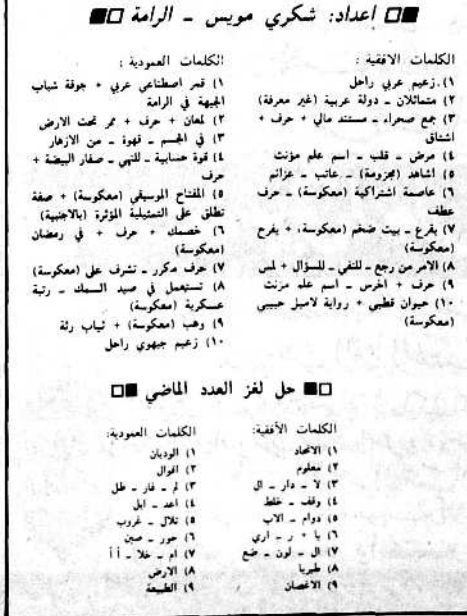 اعداد: شكري مويس - الرامة
الكلمات الافقية :
١) زعيم عربي راحل
٢) متماثلان - دولة عربية (غير معرفة)
٣) جمع صحراء - مستند مالي + حرف +
اشتاق
٤) مرض - قلب - اسم علم مؤنث
٥) اشاهد (مجزومة) - عاتب - عزائم
٦) عاصمة اشتراكية (معكوسة) - حرف
عطف
٧) يقرع - بيت ضخم (معكوسة) + يفرح
(معكوسة)
٨) الامر من رجع - للنفي - للسؤال + لمس
٩) حرف + اخرس - اسم علم مؤنث
١٠) حيوان قطبي + رواية لاميل حبيبي
(معكوسة)
الكلمات العمودية :
١) قمر اصطناعي عربي + جوقة شباب
الجبهة في الرامة
٢) لمعان + حرف + ممر تحت الارض
٣) في الجسم - قهوة - من الازهار
٤) قوة حسابية - للنهي - صفار البيضة +
حرف
٥) المفتاح الموسيقي (معكوسة) + صفة
تطلق على التمثيلية المؤثرة (بالاجنبية)
٦) خصمك + حرف + في رمضان
(معكوسة)
٧) حرف مكرر - تشرف على (معكوسة)
٨) تستعمل في صيد السمك - رتبة
عسكرية (معكوسة)
٩) وهب (معكوسة) + ثياب رثة
١٠) زعيم جبهوي راحل
حل لغز العدد الماضي
الكلمات الأفقية:
١) الاتحاد
٢) معلوم
٣) لا - دار - ال
٤) وقف - خلط
٥) دوام - الاب
٦) يا + ر - اري
٧) ال - لون - ضع
٨) طبريا
٩) الاغصان
الكلمات العمودية:
١) الوديان
٢) اقوال
٣) لم - فار - طل
٤) اعد - ابل
٥) تلال - غروب
٦) حور - صين
٧) ام - خلا - أ أ
٨) الارض
٩) الطبيعة